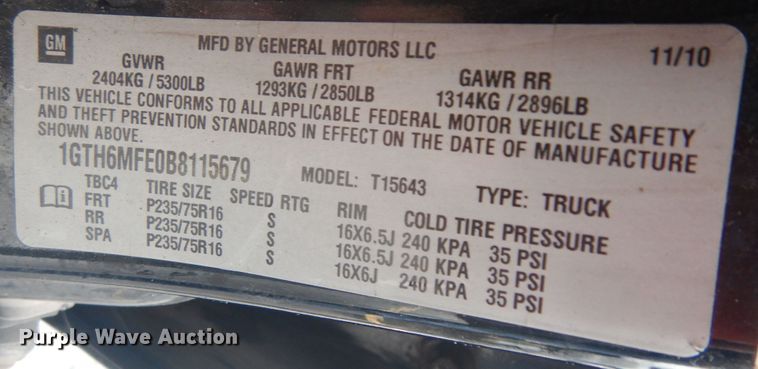 GM
MFD BY GENERAL MOTORS LLC 11/10
GVWR GAWR FRT GAWR RR
2404KG / 5300LB 1293KG / 2850LB 1314KG / 2896LB
THIS VEHICLE CONFORMS TO ALL APPLICABLE FEDERAL MOTOR VEHICLE SAFETY
AND THEFT PREVENTION STANDARDS IN EFFECT ON THE DATE OF MANUFACTURE
SHOWN ABOVE.
1GTH6MFE0B8115679 MODEL: T15643 TYPE: TRUCK
TBC4 TIRE SIZE SPEED RTG RIM COLD TIRE PRESSURE
FRT P235/75R16 S 16X6.5J 240 KPA 35 PSI
RR P235/75R16 S 16X6.5J 240 KPA 35 PSI
SPA P235/75R16 S 16X6J 240 KPA 35 PSI
Purple Wave Auction